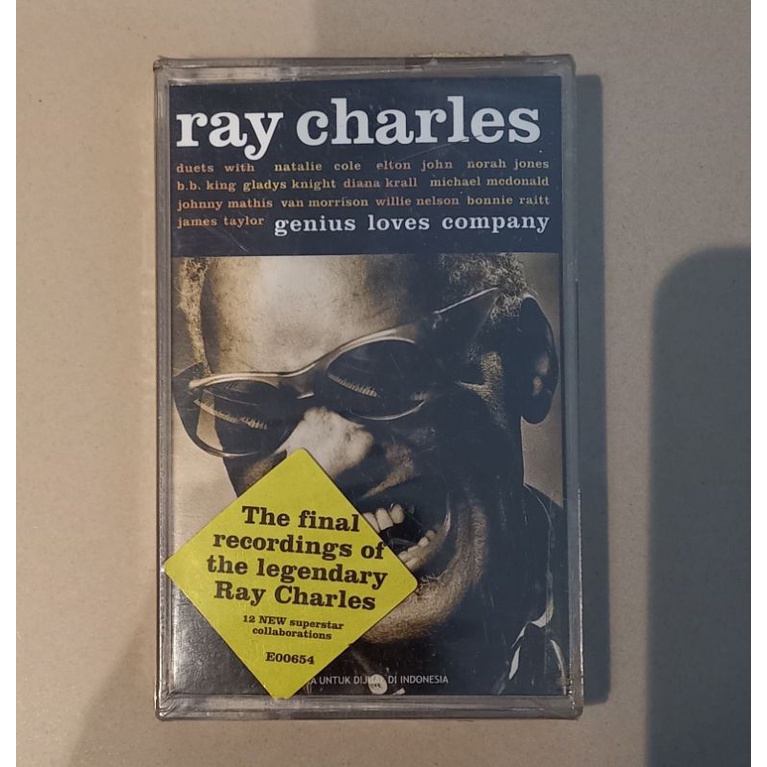 ray charles
duets with natalie cole elton john norah jones
b.b. king gladys knight diana krall michael mcdonald
johnny mathis van morrison willie nelson bonnie raitt
james taylor genius loves company
The final
recordings of
the legendary
Ray Charles
12 NEW superstar
collaborations
E00654
UNTUK DI INDONESIA